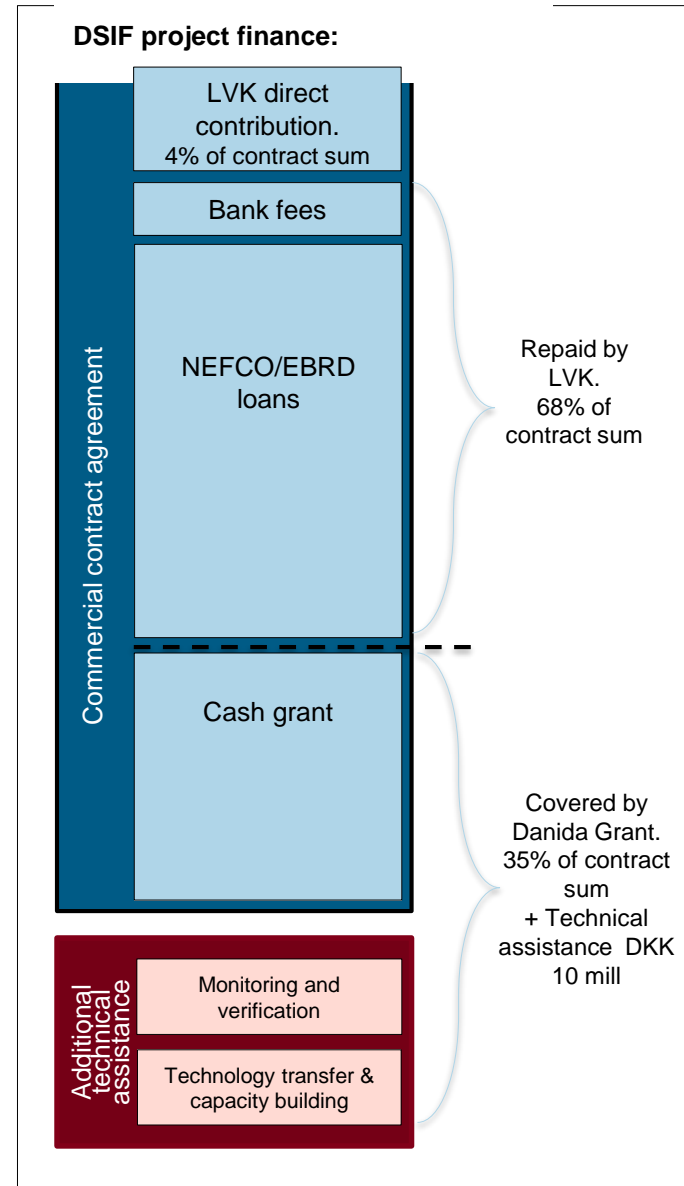 DSIF project finance:
LVK direct
contribution.
4% of contract sum
Bank fees
NEFCO/EBRD
loans
Repaid by
LVK.
68% of
contract sum
Commercial contract agreement
Cash grant
Covered by
Danida Grant.
35% of contract
sum
+ Technical
assistance DKK
10 mill
Additional
technical
assistance
Monitoring and
verification
Technology transfer &
capacity building